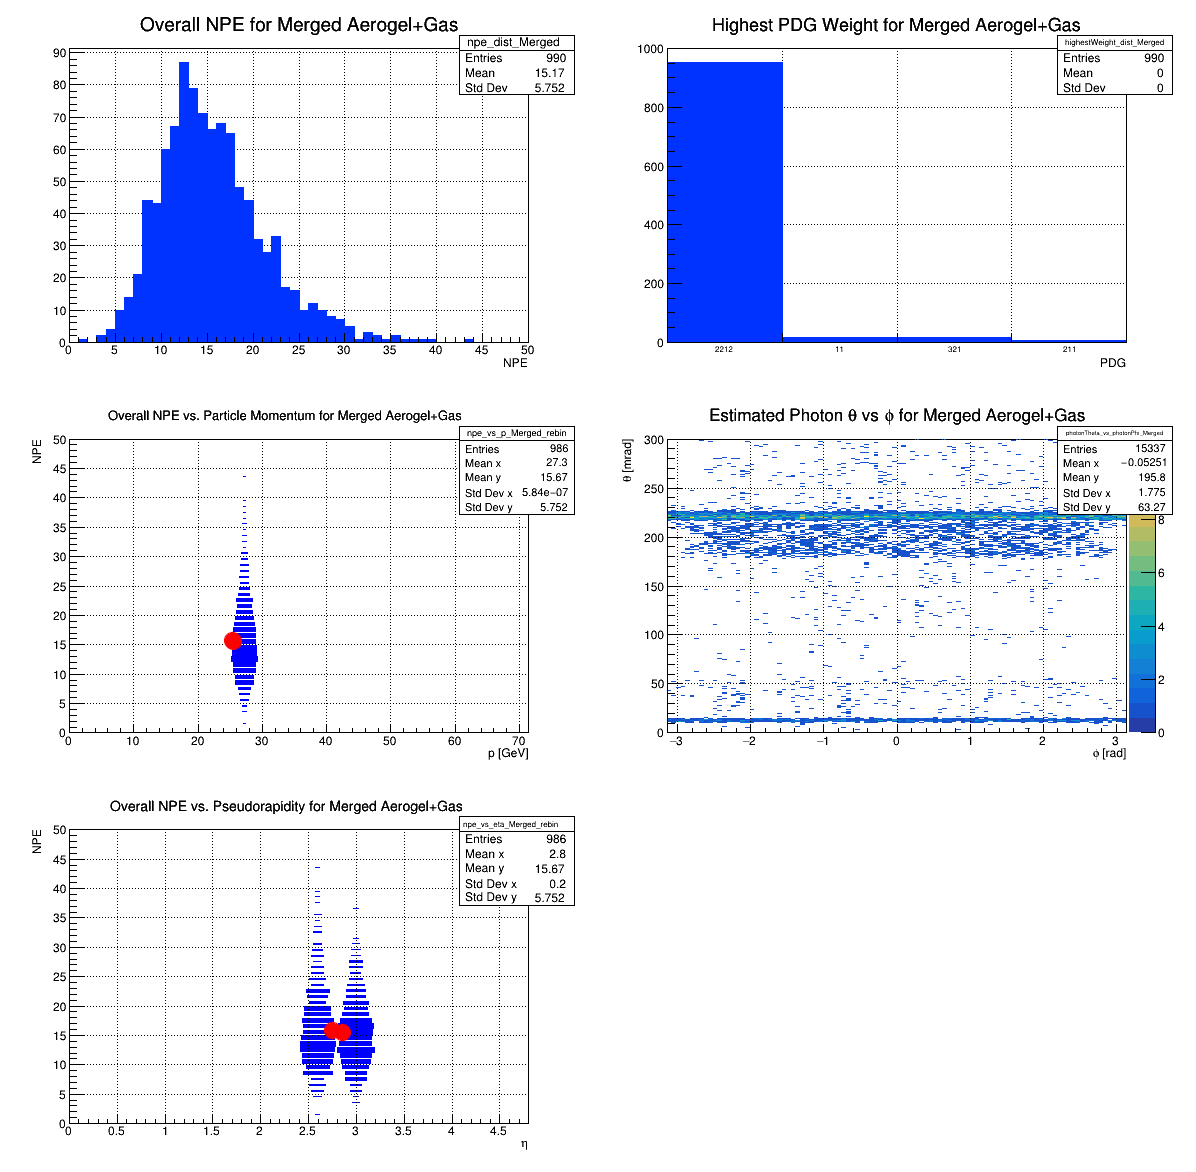 Overall NPE for Merged Aerogel+Gas
npe_dist_Merged
Entries 990
Mean 15.17
Std Dev 5.752
90
80
70
60
50
40
30
20
10
0
0 5 10 15 20 25 30 35 40 45 50
NPE
Highest PDG Weight for Merged Aerogel+Gas
highestWeight_dist_Merged
Entries 990
Mean 0
Std Dev 0
1000
800
600
400
200
0
2212 11 321 211
PDG
Overall NPE vs. Particle Momentum for Merged Aerogel+Gas
npe_vs_p_Merged_rebin
Entries 986
Mean x 27.3
Mean y 15.67
Std Dev x 5.84e−07
Std Dev y 5.752
NPE
50
45
40
35
30
25
20
15
10
5
0
0 10 20 30 40 50 60 70
p [GeV]
Estimated Photon θ vs ϕ for Merged Aerogel+Gas
photonTheta_vs_photonPhi_Merged
Entries 15337
Mean x −0.05251
Mean y 195.8
Std Dev x 1.775
Std Dev y 63.27
θ [mrad]
300
250
200
150
100
50
0
−3 −2 −1 0 1 2 3
ϕ [rad]
8
6
4
2
0
Overall NPE vs. Pseudorapidity for Merged Aerogel+Gas
npe_vs_eta_Merged_rebin
Entries 986
Mean x 2.8
Mean y 15.67
Std Dev x 0.2
Std Dev y 5.752
NPE
50
45
40
35
30
25
20
15
10
5
0
0 0.5 1 1.5 2 2.5 3 3.5 4 4.5
η